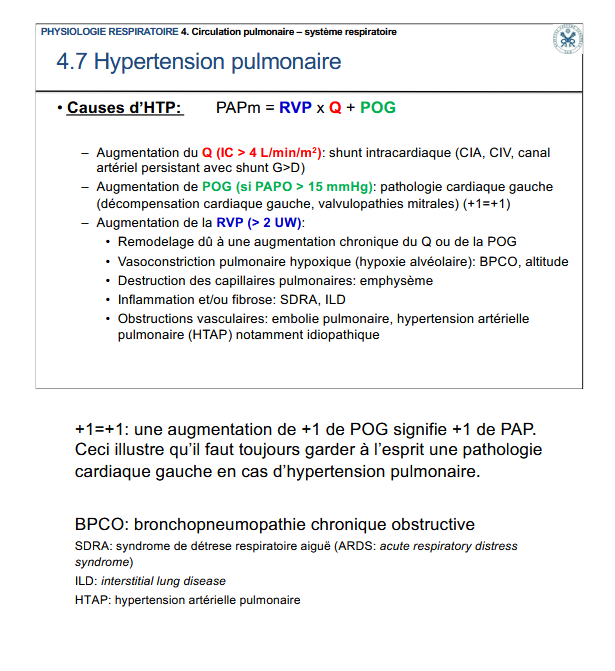 PHYSIOLOGIE RESPIRATOIRE 4. Circulation pulmonaire – système respiratoire
4.7 Hypertension pulmonaire
• Causes d'HTP: PAPm = RVP x Q + POG
– Augmentation du Q (IC > 4 L/min/m²): shunt intracardiaque (CIA, CIV, canal
artériel persistant avec shunt G>D)
– Augmentation de POG (si PAPO > 15 mmHg): pathologie cardiaque gauche
(décompensation cardiaque gauche, valvulopathies mitrales) (+1=+1)
– Augmentation de la RVP (> 2 UW):
• Remodelage dû à une augmentation chronique du Q ou de la POG
• Vasoconstriction pulmonaire hypoxique (hypoxie alvéolaire): BPCO, altitude
• Destruction des capillaires pulmonaires: emphysème
• Inflammation et/ou fibrose: SDRA, ILD
• Obstructions vasculaires: embolie pulmonaire, hypertension artérielle
pulmonaire (HTAP) notamment idiopathique
+1=+1: une augmentation de +1 de POG signifie +1 de PAP.
Ceci illustre qu'il faut toujours garder à l'esprit une pathologie
cardiaque gauche en cas d'hypertension pulmonaire.
BPCO: bronchopneumopathie chronique obstructive
SDRA: syndrome de détrese respiratoire aiguë (ARDS: acute respiratory distress
syndrome)
ILD: interstitial lung disease
HTAP: hypertension artérielle pulmonaire